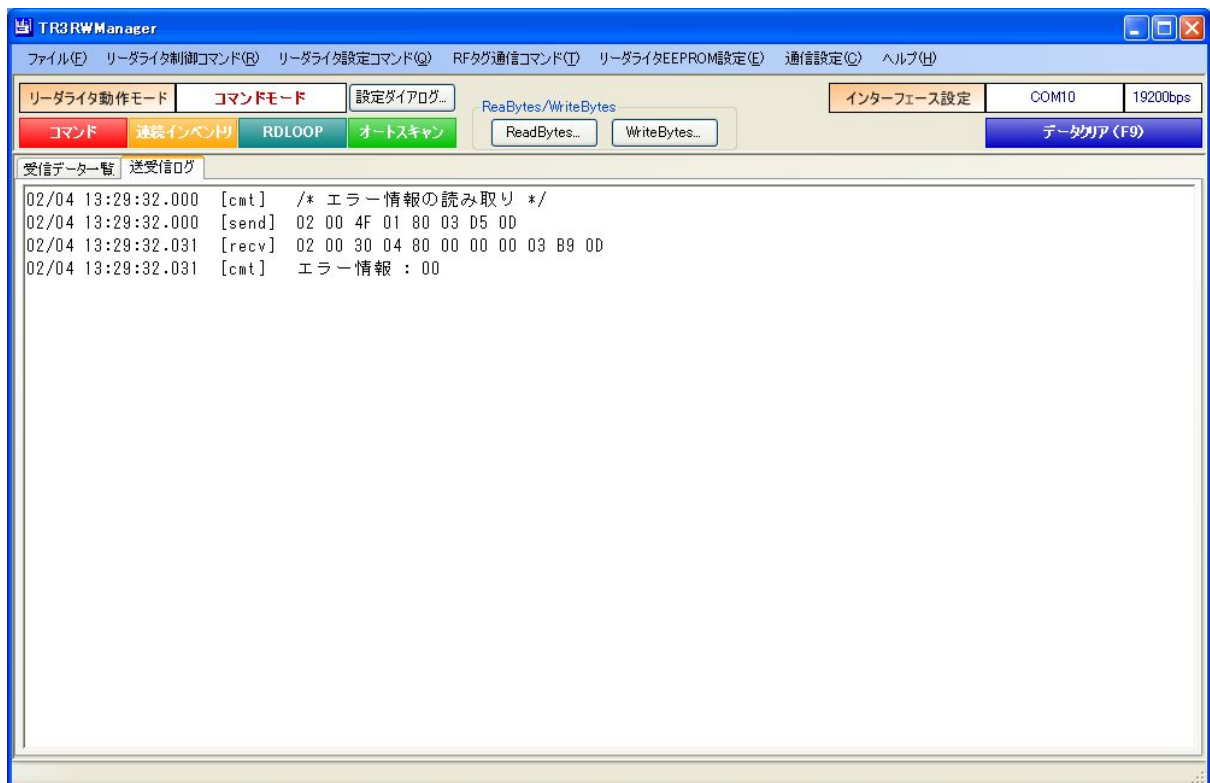 TR3RWManager
ファイル(F) リーダライタ制御コマンド(R) リーダライタ設定コマンド(Q) RFタグ通信コマンド(T) リーダライタEEPROM設定(E) 通信設定(C) ヘルプ(H)
リーダライタ動作モード コマンドモード 設定ダイアログ... ReaBytes/WriteBytes インターフェース設定 COM10 19200bps
コマンド 連続インベントリ RDLOOP オートスキャン ReadBytes... WriteBytes... データクリア(F9)
受信データ一覧 送受信ログ
02/04 13:29:32.000 [cmt] /* エラー情報の読み取り */
02/04 13:29:32.000 [send] 02 00 4F 01 80 03 D5 0D
02/04 13:29:32.031 [recv] 02 00 30 04 80 00 00 00 03 B9 0D
02/04 13:29:32.031 [cmt] エラー情報 : 00